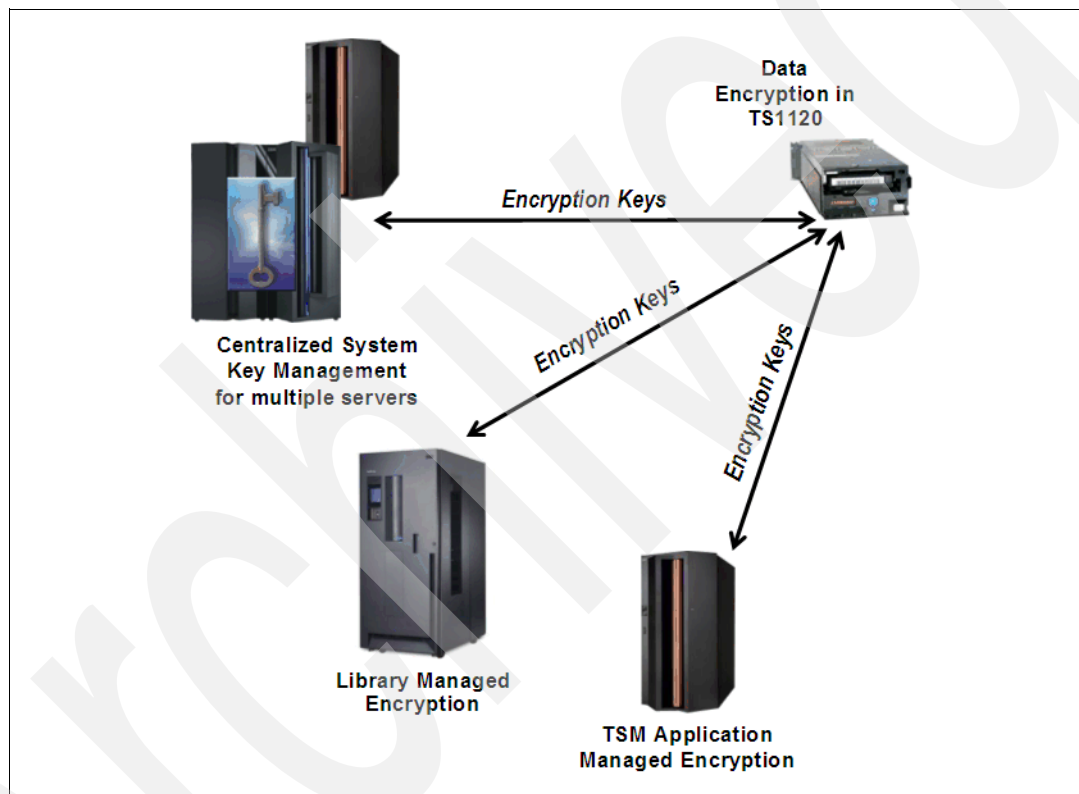 Data
Encryption in
TS1120
Encryption Keys
Centralized System
Key Management
for multiple servers
Encryption Keys
Encryption Keys
Library Managed
Encryption
TSM Application
Managed Encryption